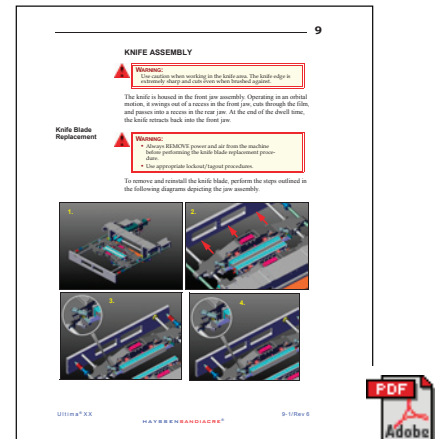 9
KNIFE ASSEMBLY
WARNING:
Use caution when working in the knife area. The knife edge is
extremely sharp and cuts even when brushed against.
The knife is housed in the front jaw assembly. Operating in an orbital
motion, it swings out of a recess in the front jaw, cuts through the film,
and passes into a recess in the rear jaw. At the end of the dwell time,
the knife retracts back into the front jaw.
Knife Blade
Replacement
WARNING:
• Always REMOVE power and air from the machine
before performing the knife blade replacement proce-
dure.
• Use appropriate lockout/tagout procedures.
To remove and reinstall the knife blade, perform the steps outlined in
the following diagrams depicting the jaw assembly.
1.
2.
3.
4.
Ultima® XX
9-1/Rev 6
HAYSSENSANDIACRE®
PDF
Adobe